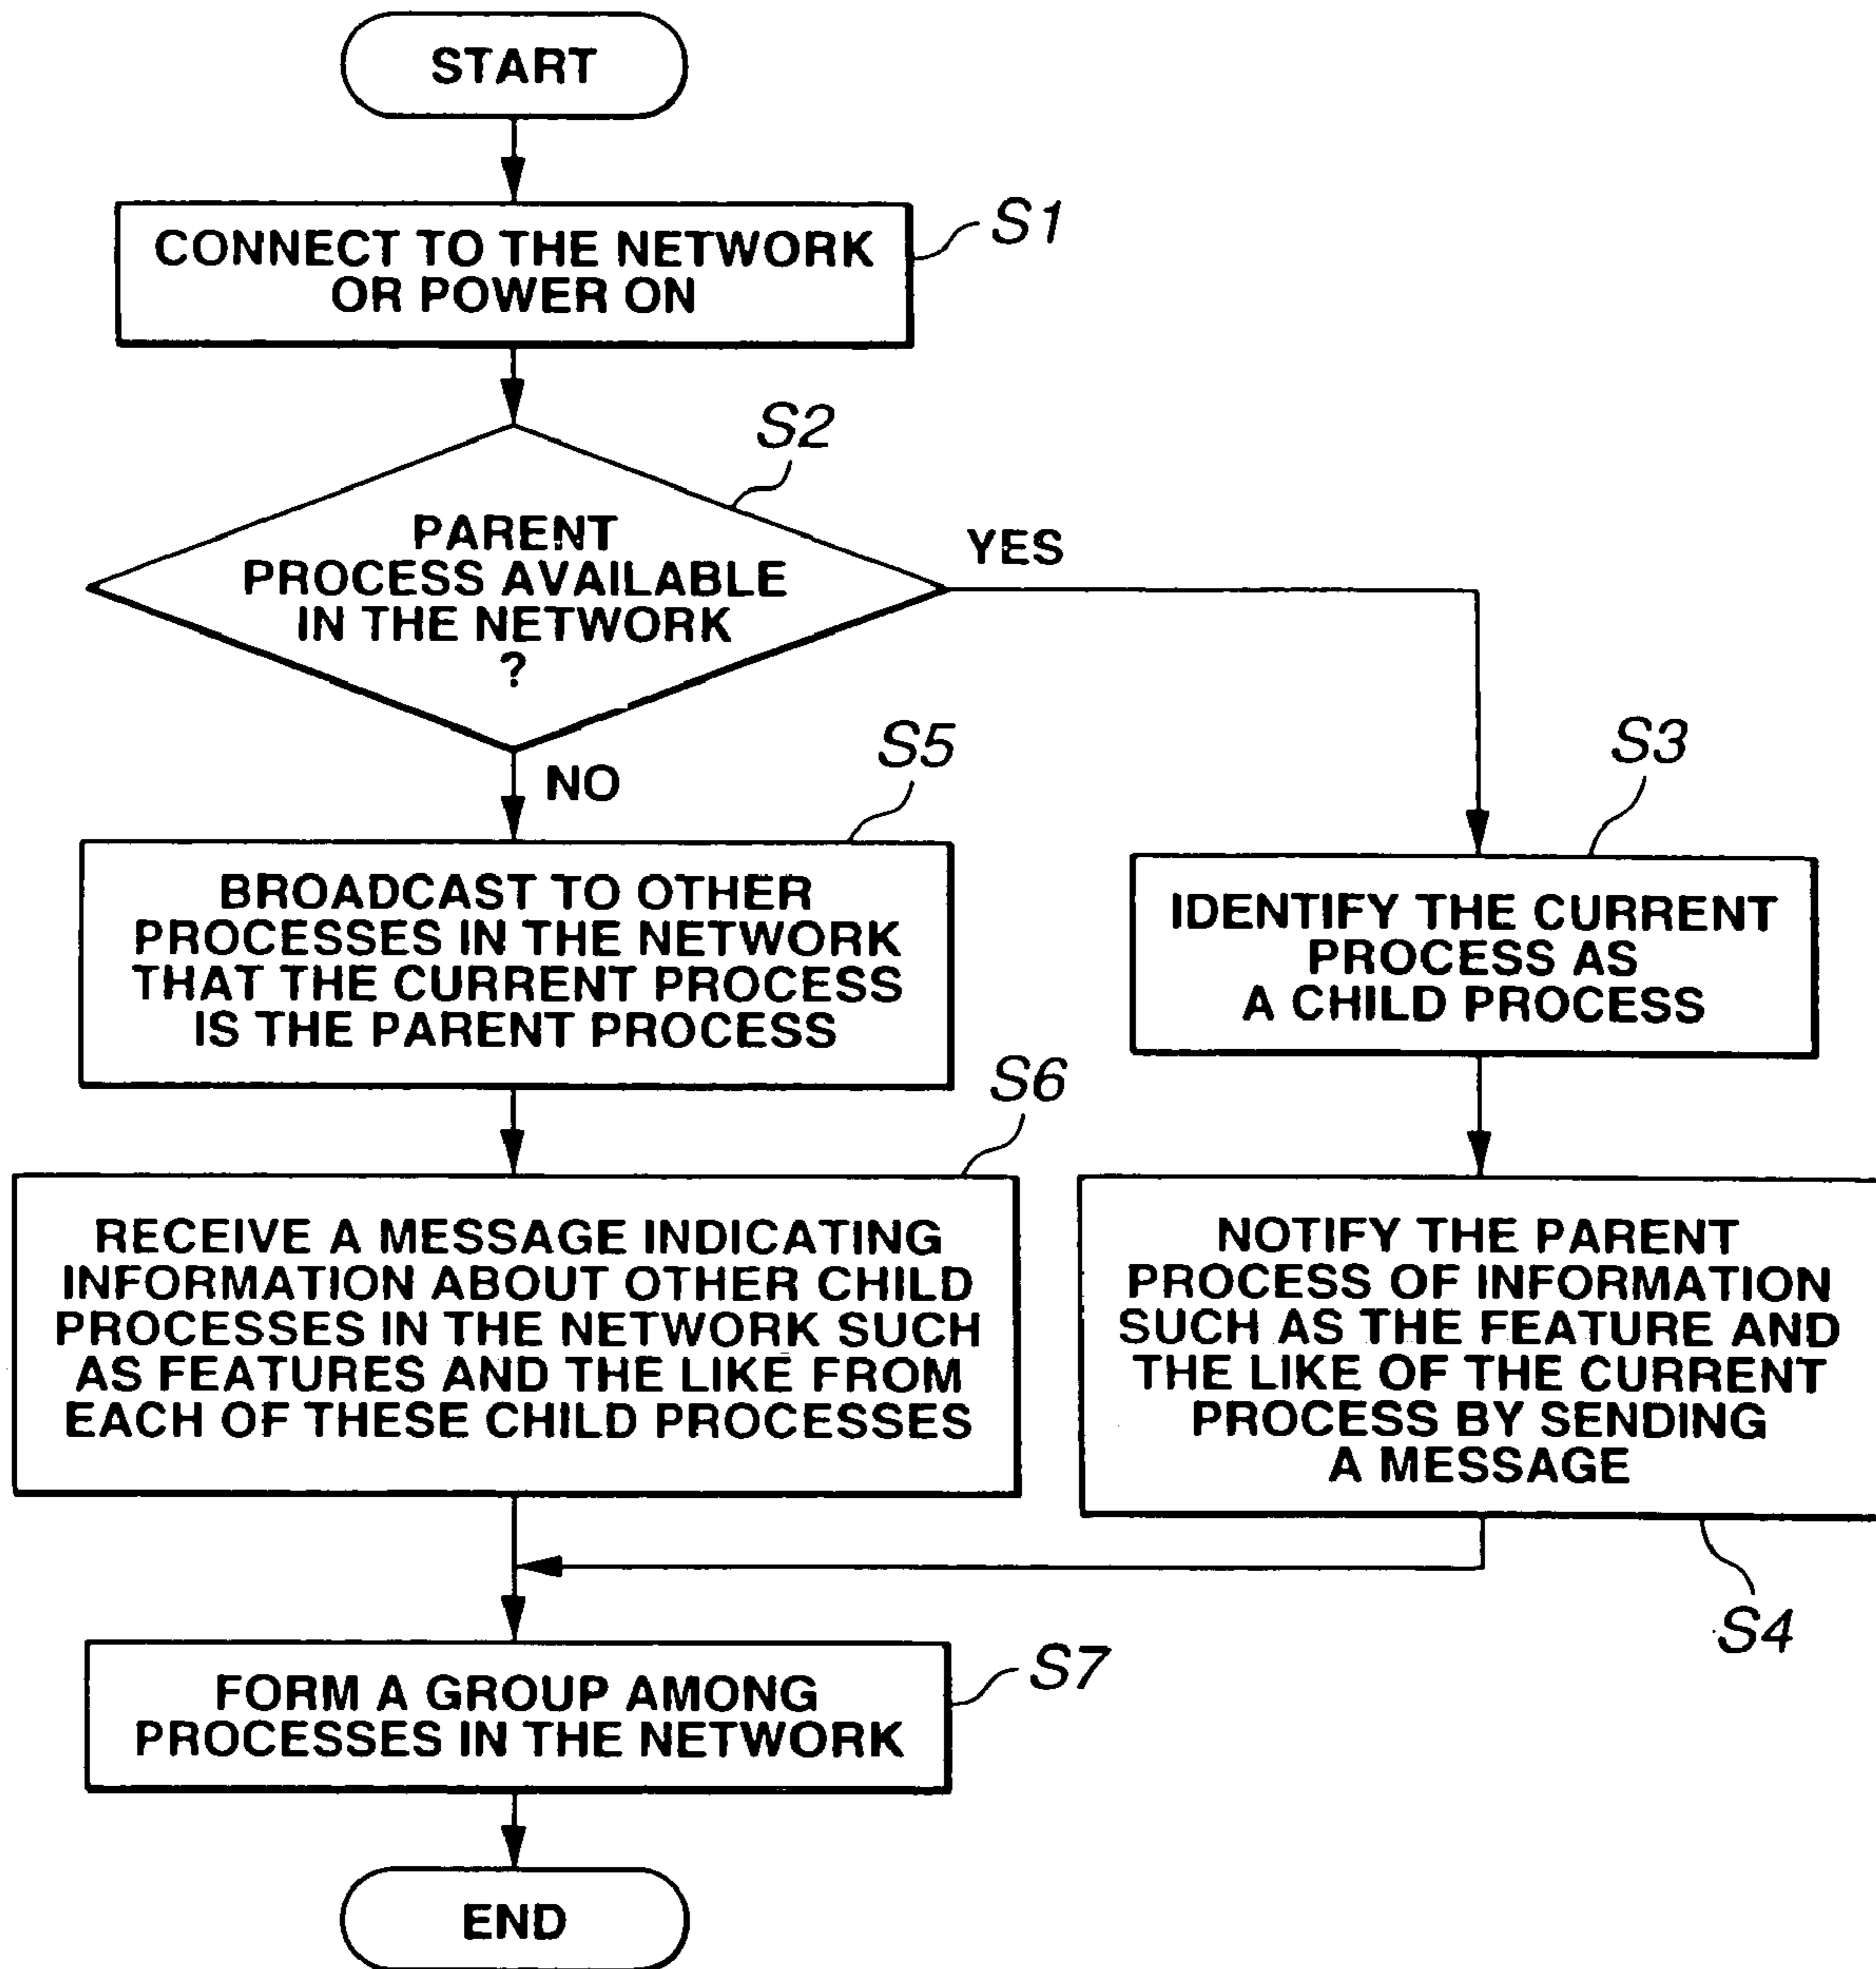 START
CONNECT TO THE NETWORK
OR POWER ON
S1
S2
PARENT
PROCESS AVAILABLE
IN THE NETWORK
?
YES
NO
S5
BROADCAST TO OTHER
PROCESSES IN THE NETWORK
THAT THE CURRENT PROCESS
IS THE PARENT PROCESS
S3
IDENTIFY THE CURRENT
PROCESS AS
A CHILD PROCESS
S6
RECEIVE A MESSAGE INDICATING
INFORMATION ABOUT OTHER CHILD
PROCESSES IN THE NETWORK SUCH
AS FEATURES AND THE LIKE FROM
EACH OF THESE CHILD PROCESSES
NOTIFY THE PARENT
PROCESS OF INFORMATION
SUCH AS THE FEATURE AND
THE LIKE OF THE CURRENT
PROCESS BY SENDING
A MESSAGE
S4
FORM A GROUP AMONG
PROCESSES IN THE NETWORK
S7
END